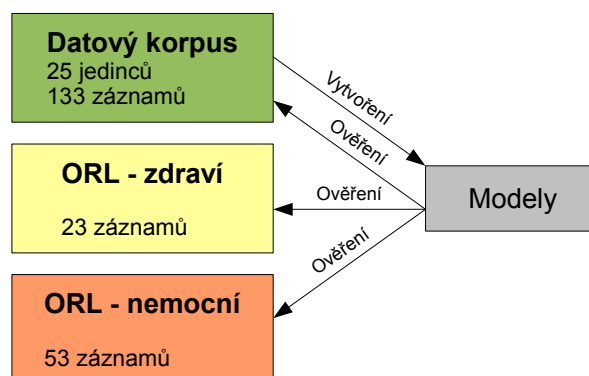 Datový korpus
25 jedinců
133 záznamů
Vytvoření
Ověření
ORL - zdraví
23 záznamů
Ověření
Modely
Ověření
ORL - nemocní
53 záznamů